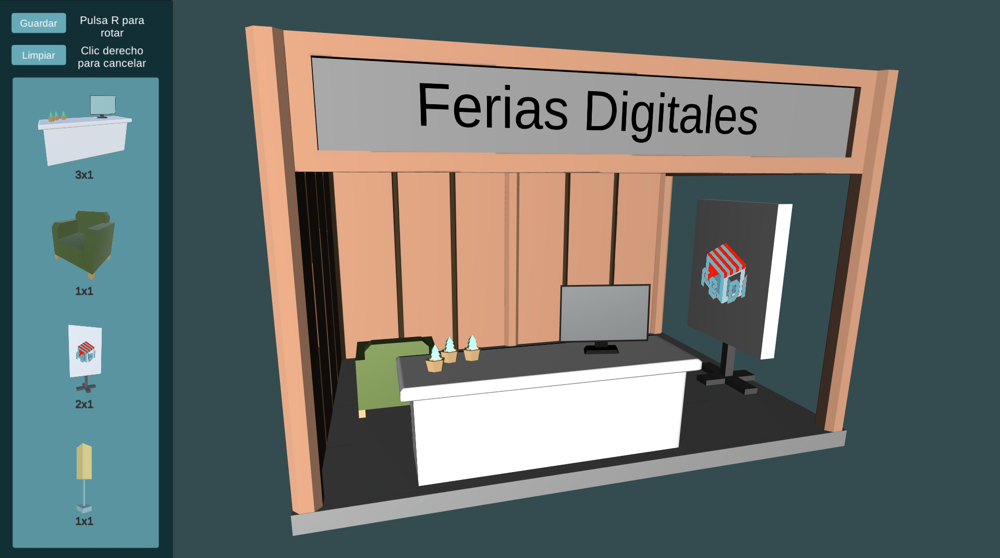 Guardar
Pulsa R para
rotar
Limpiar
Clic derecho
para cancelar
3x1
1x1
2x1
1x1
Ferias Digitales